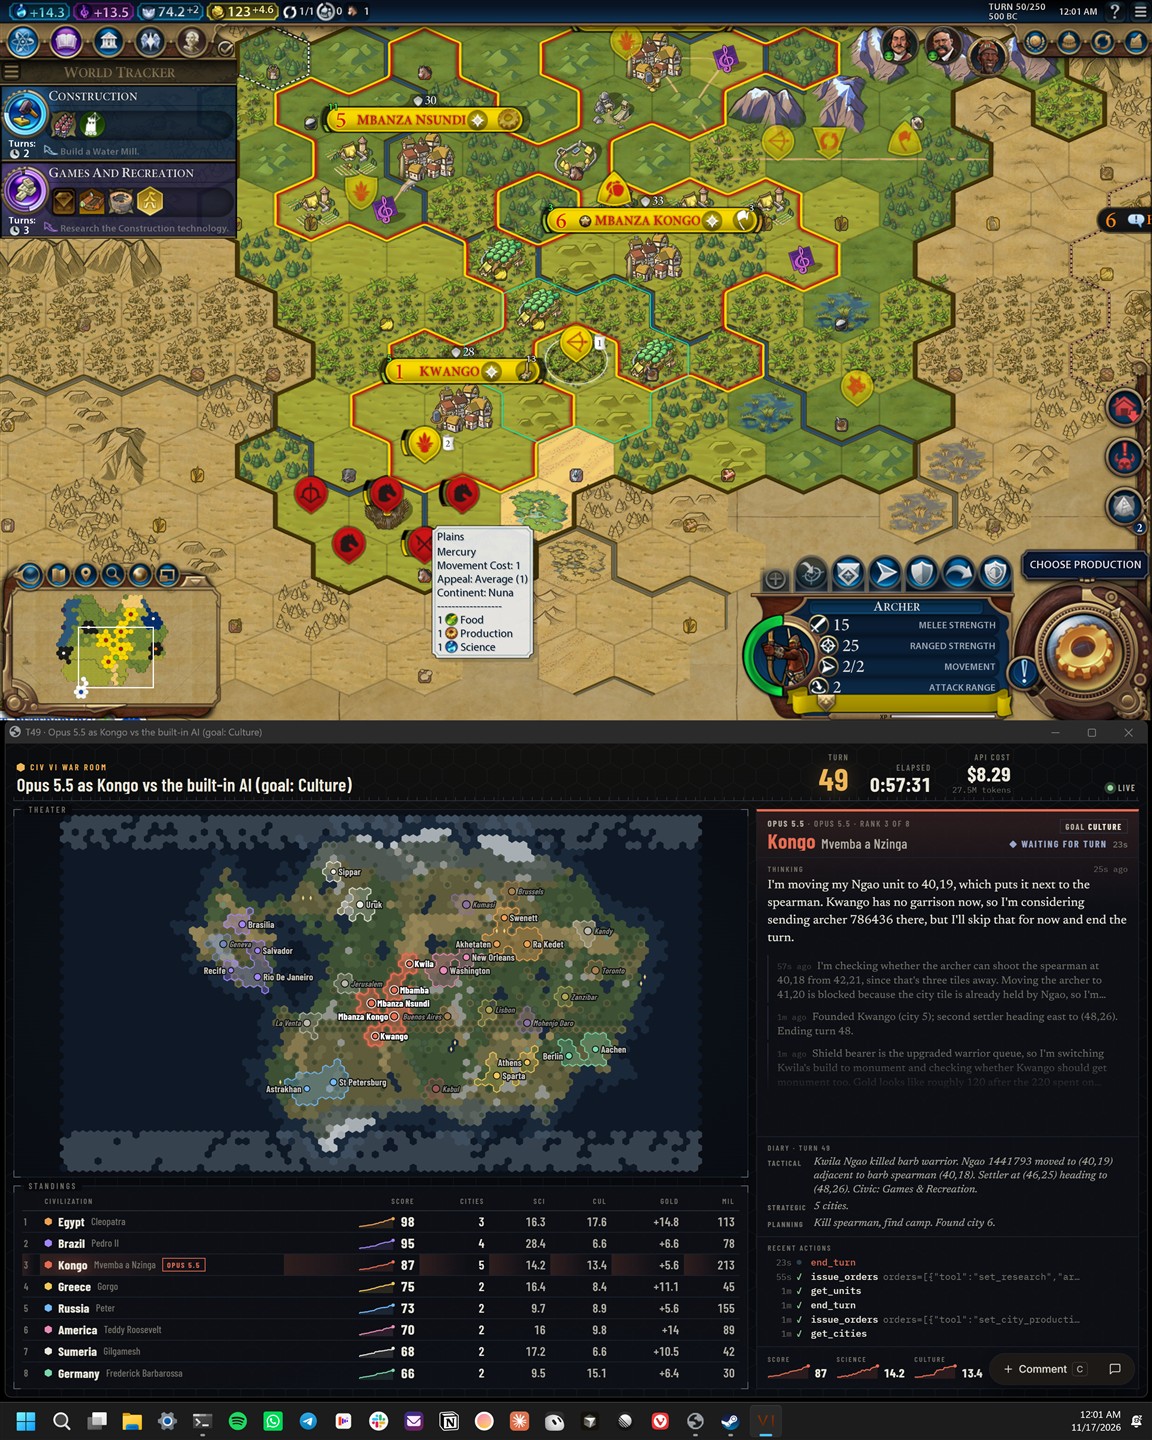 +14.3 +13.5 74.2 +2 123 +4.6 1/1 0 1
TURN 50/250
500 BC
12:01 AM
?
WORLD TRACKER
CONSTRUCTION
Turns:
2
Build a Water Mill.
GAMES AND RECREATION
Turns:
3
Research the Construction technology.
30
5 MBANZA NSUNDI
33
6 MBANZA KONGO
6
28
1 KWANGO
13
1
2
2
Plains
Mercury
Movement Cost: 1
Appeal: Average (1)
Continent: Nuna
------------------
1 Food
1 Production
1 Science
CHOOSE PRODUCTION
ARCHER
15 MELEE STRENGTH
25 RANGED STRENGTH
2/2 MOVEMENT
2 ATTACK RANGE
XP
T49 · Opus 5.5 as Kongo vs the built-in AI (goal: Culture)
CIV VI WAR ROOM
Opus 5.5 as Kongo vs the built-in AI (goal: Culture)
TURN
49
ELAPSED
0:57:31
API COST
$8.29
27.5M tokens
LIVE
THEATER
Sippar
Uruk
Brussels
Kumasi
Swenett
Brasilia
Geneva
Salvador
Akhetaten
Ra Kedet
Kandy
New Orleans
Kwila
Washington
Toronto
Recife
Rio De Janeiro
Jerusalem
Mbamba
Mbanza Nsundi
Zanzibar
Lisbon
Mbanza Kongo
Buenos Aires
La Venta
Mohenjo Daro
Kwango
Aachen
Berlin
Athens
Sparta
Astrakhan
St Petersburg
Kabul
OPUS 5.5 · OPUS 5.5 · RANK 3 OF 8
GOAL CULTURE
Kongo Mvemba a Nzinga
WAITING FOR TURN 23s
THINKING
25s ago
I'm moving my Ngao unit to 40,19, which puts it next to the
spearman. Kwango has no garrison now, so I'm considering
sending archer 786436 there, but I'll skip that for now and end the
turn.
57s ago I'm checking whether the archer can shoot the spearman at
40,18 from 42,21, since that's three tiles away. Moving the archer to
41,20 is blocked because the city tile is already held by Ngao, so I'm…
1m ago Founded Kwango (city 5); second settler heading east to (48,26).
Ending turn 48.
1m ago Shield bearer is the upgraded warrior queue, so I'm switching
Kwila's build to monument and checking whether Kwango should get
monument too. Gold looks like roughly 120 after the 220 spent on…
DIARY · TURN 49
TACTICAL Kwila Ngao killed barb warrior. Ngao 1441793 moved to (40,19)
adjacent to barb spearman (40,18). Settler at (46,25) heading to
(48,26). Civic: Games & Recreation.
STRATEGIC 5 cities.
PLANNING Kill spearman, find camp. Found city 6.
RECENT ACTIONS
23s end_turn
55s ✓ issue_orders orders=[{"tool":"set_research","ar…
1m ✓ get_units
1m ✓ end_turn
1m ✓ issue_orders orders=[{"tool":"set_city_producti…
1m ✓ get_cities
SCORE 87
SCIENCE 14.2
CULTURE 13.4
+ Comment C
STANDINGS
CIVILIZATION SCORE CITIES SCI CUL GOLD MIL
1 Egypt Cleopatra 98 3 16.3 17.6 +14.8 113
2 Brazil Pedro II 95 4 28.4 6.6 +6.6 78
3 Kongo Mvemba a Nzinga OPUS 5.5 87 5 14.2 13.4 +5.6 213
4 Greece Gorgo 75 2 16.4 8.4 +11.1 45
5 Russia Peter 73 2 9.7 8.9 +5.6 155
6 America Teddy Roosevelt 70 2 16 9.8 +14 89
7 Sumeria Gilgamesh 68 2 17.2 6.6 +10.5 42
8 Germany Frederick Barbarossa 66 2 9.5 15.1 +6.4 30
12:01 AM
11/17/2026